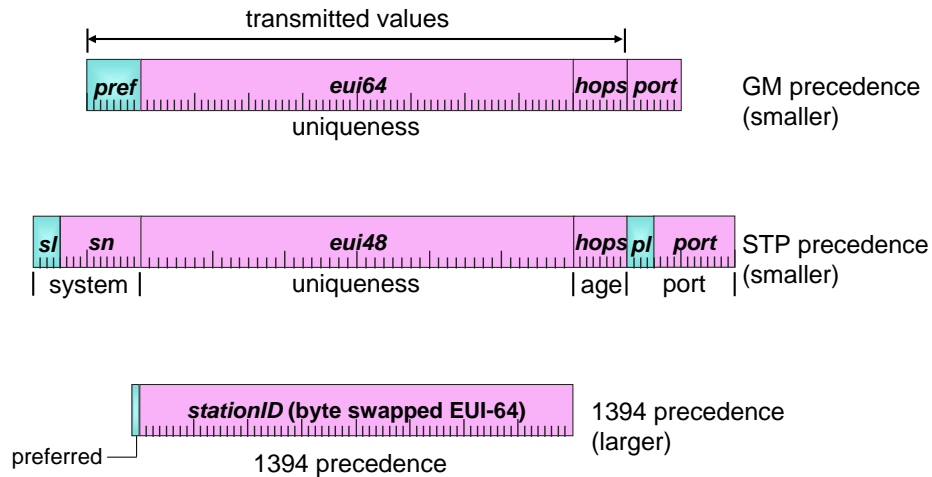 transmitted values
pref eui64 hops port
uniqueness
GM precedence
(smaller)
sl sn eui48 hops pl port
system uniqueness age port
STP precedence
(smaller)
stationID (byte swapped EUI-64)
preferred
1394 precedence
1394 precedence
(larger)